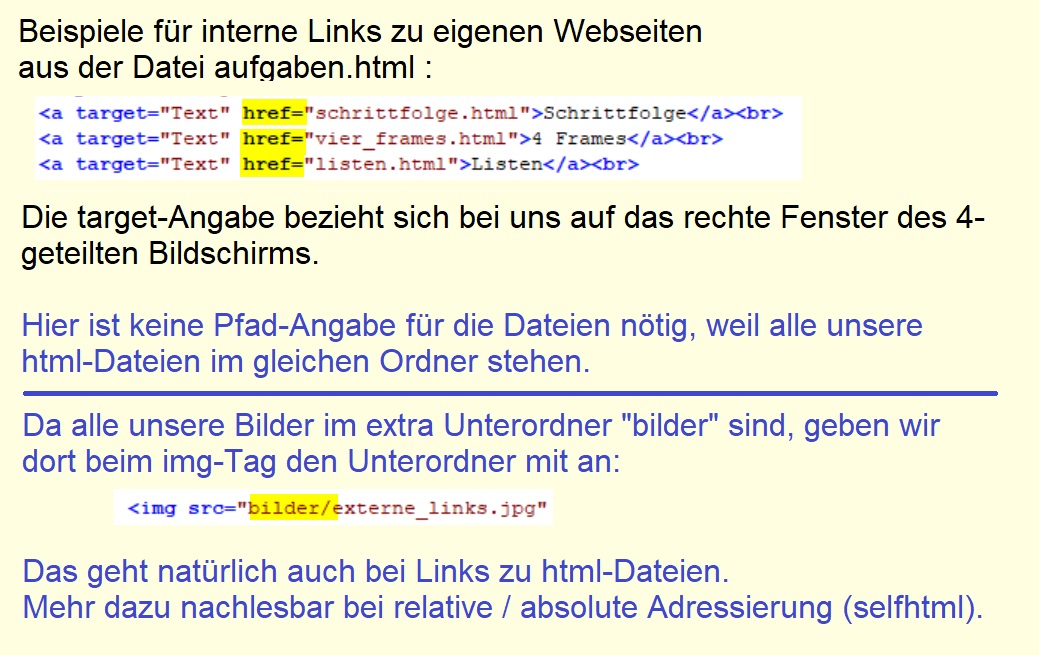 Beispiele für interne Links zu eigenen Webseiten
aus der Datei aufgaben.html :
<a target="Text" href="schrittfolge.html">Schrittfolge</a><br>
<a target="Text" href="vier_frames.html">4 Frames</a><br>
<a target="Text" href="listen.html">Listen</a><br>
Die target-Angabe bezieht sich bei uns auf das rechte Fenster des 4-
geteilten Bildschirms.
Hier ist keine Pfad-Angabe für die Dateien nötig, weil alle unsere
html-Dateien im gleichen Ordner stehen.
Da alle unsere Bilder im extra Unterordner "bilder" sind, geben wir
dort beim img-Tag den Unterordner mit an:
<img src="bilder/externe_links.jpg"
Das geht natürlich auch bei Links zu html-Dateien.
Mehr dazu nachlesbar bei relative / absolute Adressierung (selfhtml).